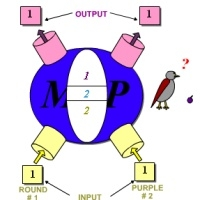 1 OUTPUT 1
?
1
M 2 P
2
1 1
ROUND PURPLE
# 1 INPUT # 2